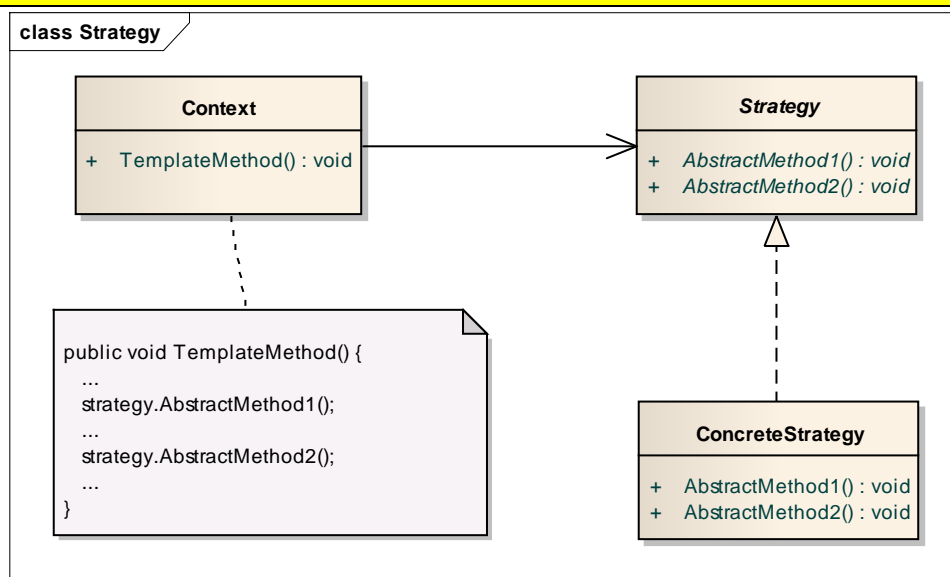 class Strategy
Context
+ TemplateMethod() : void
Strategy
+ AbstractMethod1() : void
+ AbstractMethod2() : void
public void TemplateMethod() {
...
strategy.AbstractMethod1();
...
strategy.AbstractMethod2();
...
}
ConcreteStrategy
+ AbstractMethod1() : void
+ AbstractMethod2() : void